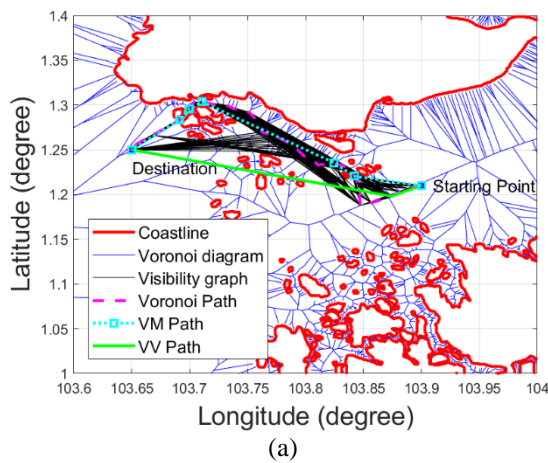 1.4
1.35
1.3
1.25
1.2
1.15
1.1
1.05
1
Latitude (degree)
Destination
Starting Point
Coastline
Voronoi diagram
Visibility graph
Voronoi Path
VM Path
VV Path
103.6 103.65 103.7 103.75 103.8 103.85 103.9 103.95 104
Longitude (degree)
(a)